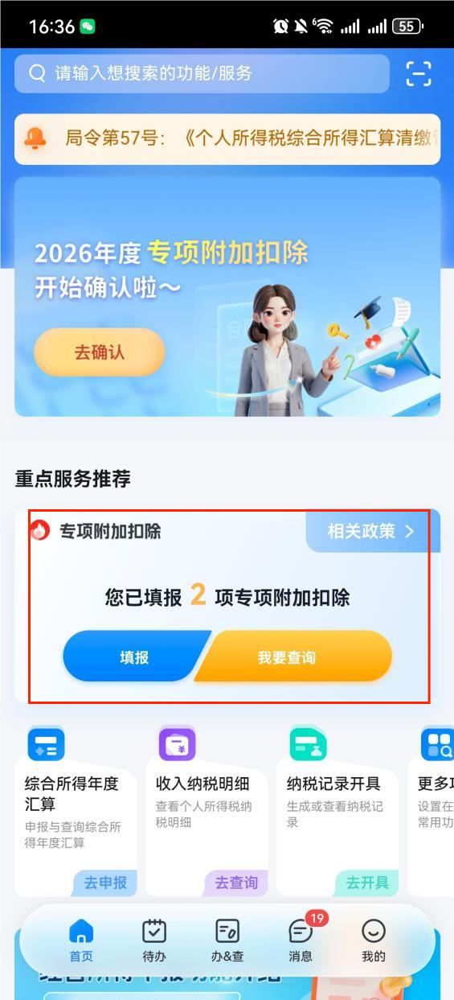 16:36
6
55
请输入想搜索的功能/服务
局令第57号：《个人所得税综合所得汇算清缴管
2026年度 专项附加扣除
开始确认啦～
去确认
重点服务推荐
专项附加扣除
相关政策 >
您已填报 2 项专项附加扣除
填报
我要查询
综合所得年度
汇算
申报与查询综合所
得年度汇算
去申报
收入纳税明细
查看个人所得税纳
税明细
去查询
纳税记录开具
生成或查看纳税记
录
去开具
更多
设置在
常用功
首页
待办
办&查
19
消息
我的